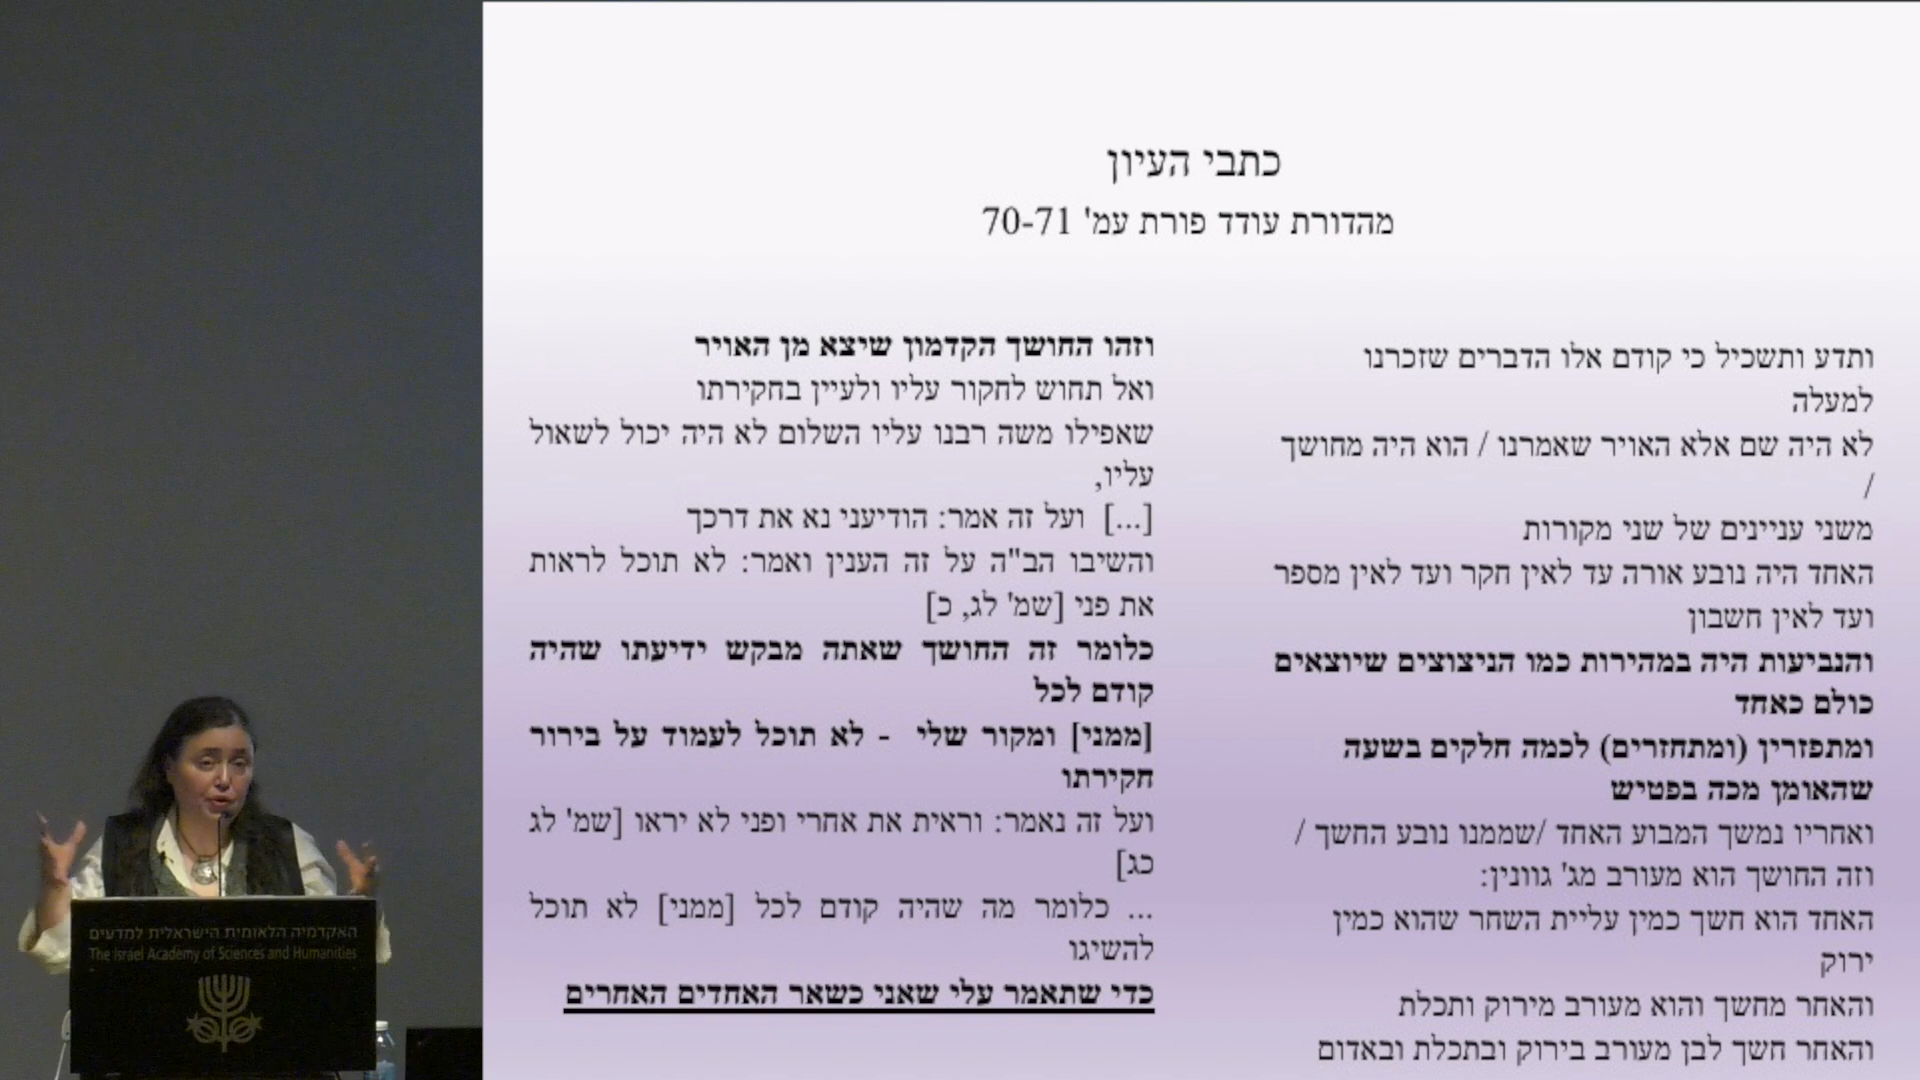 כתבי העיון
מהדורת עודד פורת עמ' 70-71
ותדע ותשכיל כי קודם אלו הדברים שזכרנו
למעלה
לא היה שם אלא האויר שאמרנו / הוא היה מחושך
/
משני עניינים של שני מקורות
האחד היה נובע אורה עד לאין חקר ועד לאין מספר
ועד לאין חשבון
והנביעות היה במהירות כמו הניצוצים שיוצאים
כולם כאחד
ומתפזרין (ומתחזרים) לכמה חלקים בשעה
שהאומן מכה בפטיש
ואחריו נמשך המבוע האחד /שממנו נובע החשך /
וזה החושך הוא מעורב מג' גוונין:
האחד הוא חשך כמין עליית השחר שהוא כמין
ירוק
והאחר מחשך והוא מעורב מירוק ותכלת
והאחר חשך לבן מעורב בירוק ובתכלת ובאדום
וזהו החושך הקדמון שיצא מן האויר
ואל תחוש לחקור עליו ולעיין בחקירתו
שאפילו משה רבנו עליו השלום לא היה יכול לשאול
עליו,
[...] ועל זה אמר: הודיעני נא את דרכך
והשיבו הב"ה על זה הענין ואמר: לא תוכל לראות
את פני [שמ' לג, כ]
כלומר זה החושך שאתה מבקש ידיעתו שהיה
קודם לכל
[ממני] ומקור שלי - לא תוכל לעמוד על בירור
חקירתו
ועל זה נאמר: וראית את אחרי ופני לא יראו [שמ' לג
כג]
... כלומר מה שהיה קודם לכל [ממני] לא תוכל
להשיגו
כדי שתאמר עלי שאני כשאר האחדים האחרים
האקדמיה הלאומית הישראלית למדעים
The Israel Academy of Sciences and Humanities